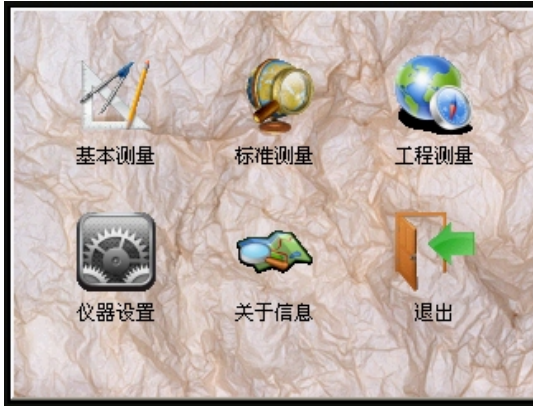 基本测量
标准测量
工程测量
仪器设置
关于信息
退出